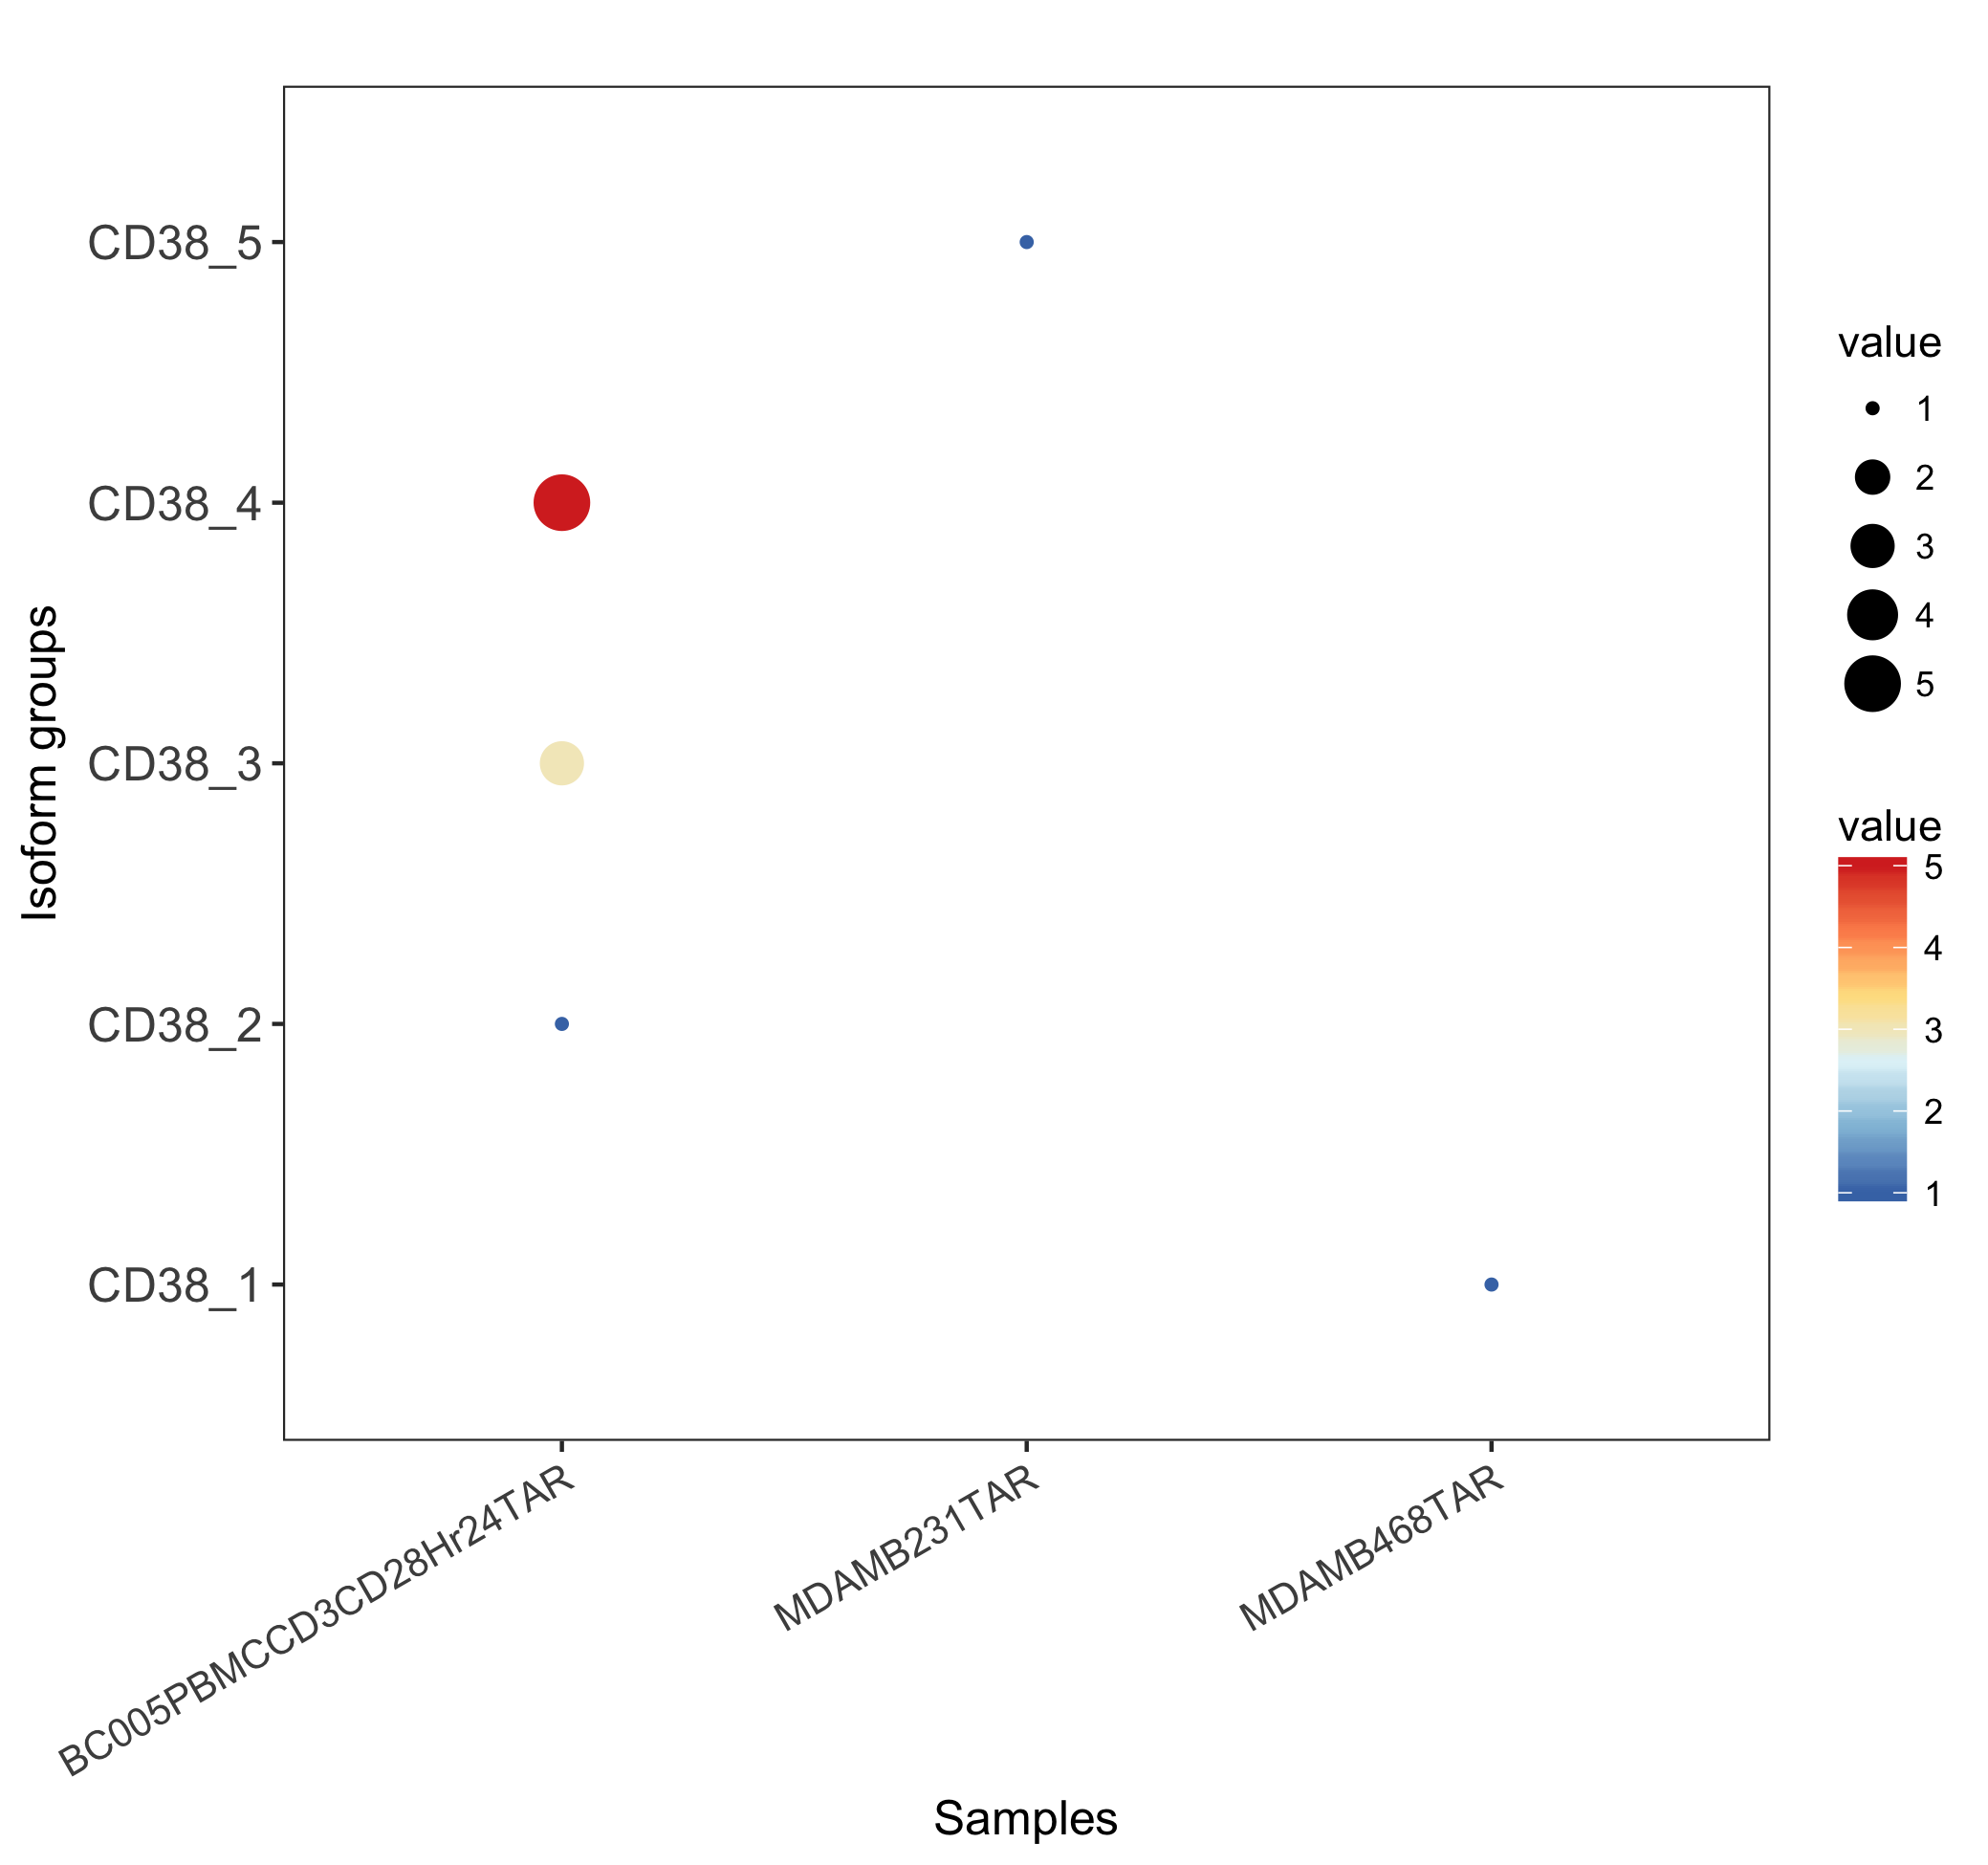 CD38_5
CD38_4
CD38_3
CD38_2
CD38_1
Isoform groups
BC005PBMCCD3CD28Hr24TAR
MDAMB231TAR
MDAMB468TAR
Samples
value
1
2
3
4
5
value
5
4
3
2
1